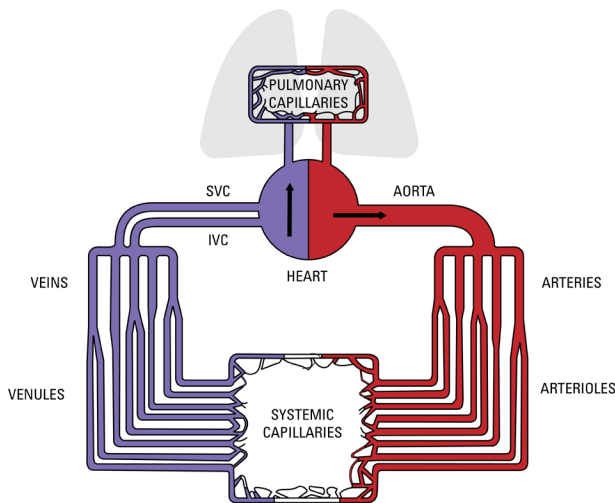 PULMONARY
CAPILLARIES
SVC
AORTA
IVC
HEART
VEINS
ARTERIES
VENULES
ARTERIOLES
SYSTEMIC
CAPILLARIES